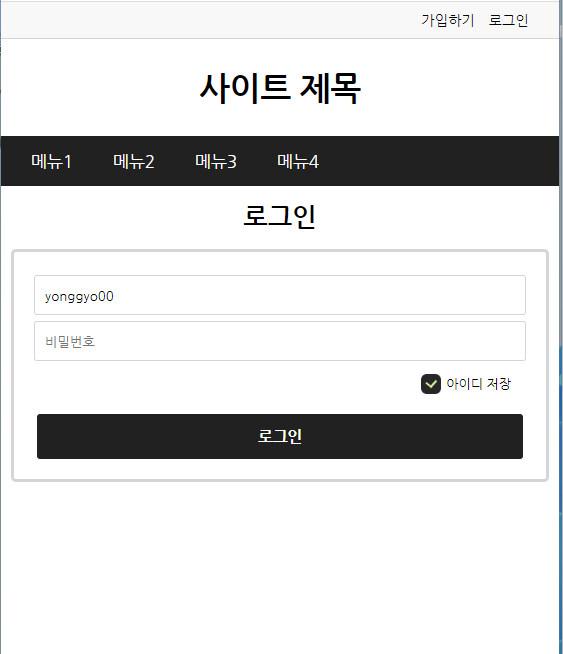 가입하기 로그인
사이트 제목
메뉴1 메뉴2 메뉴3 메뉴4
로그인
yonggyo00
비밀번호
아이디 저장
로그인